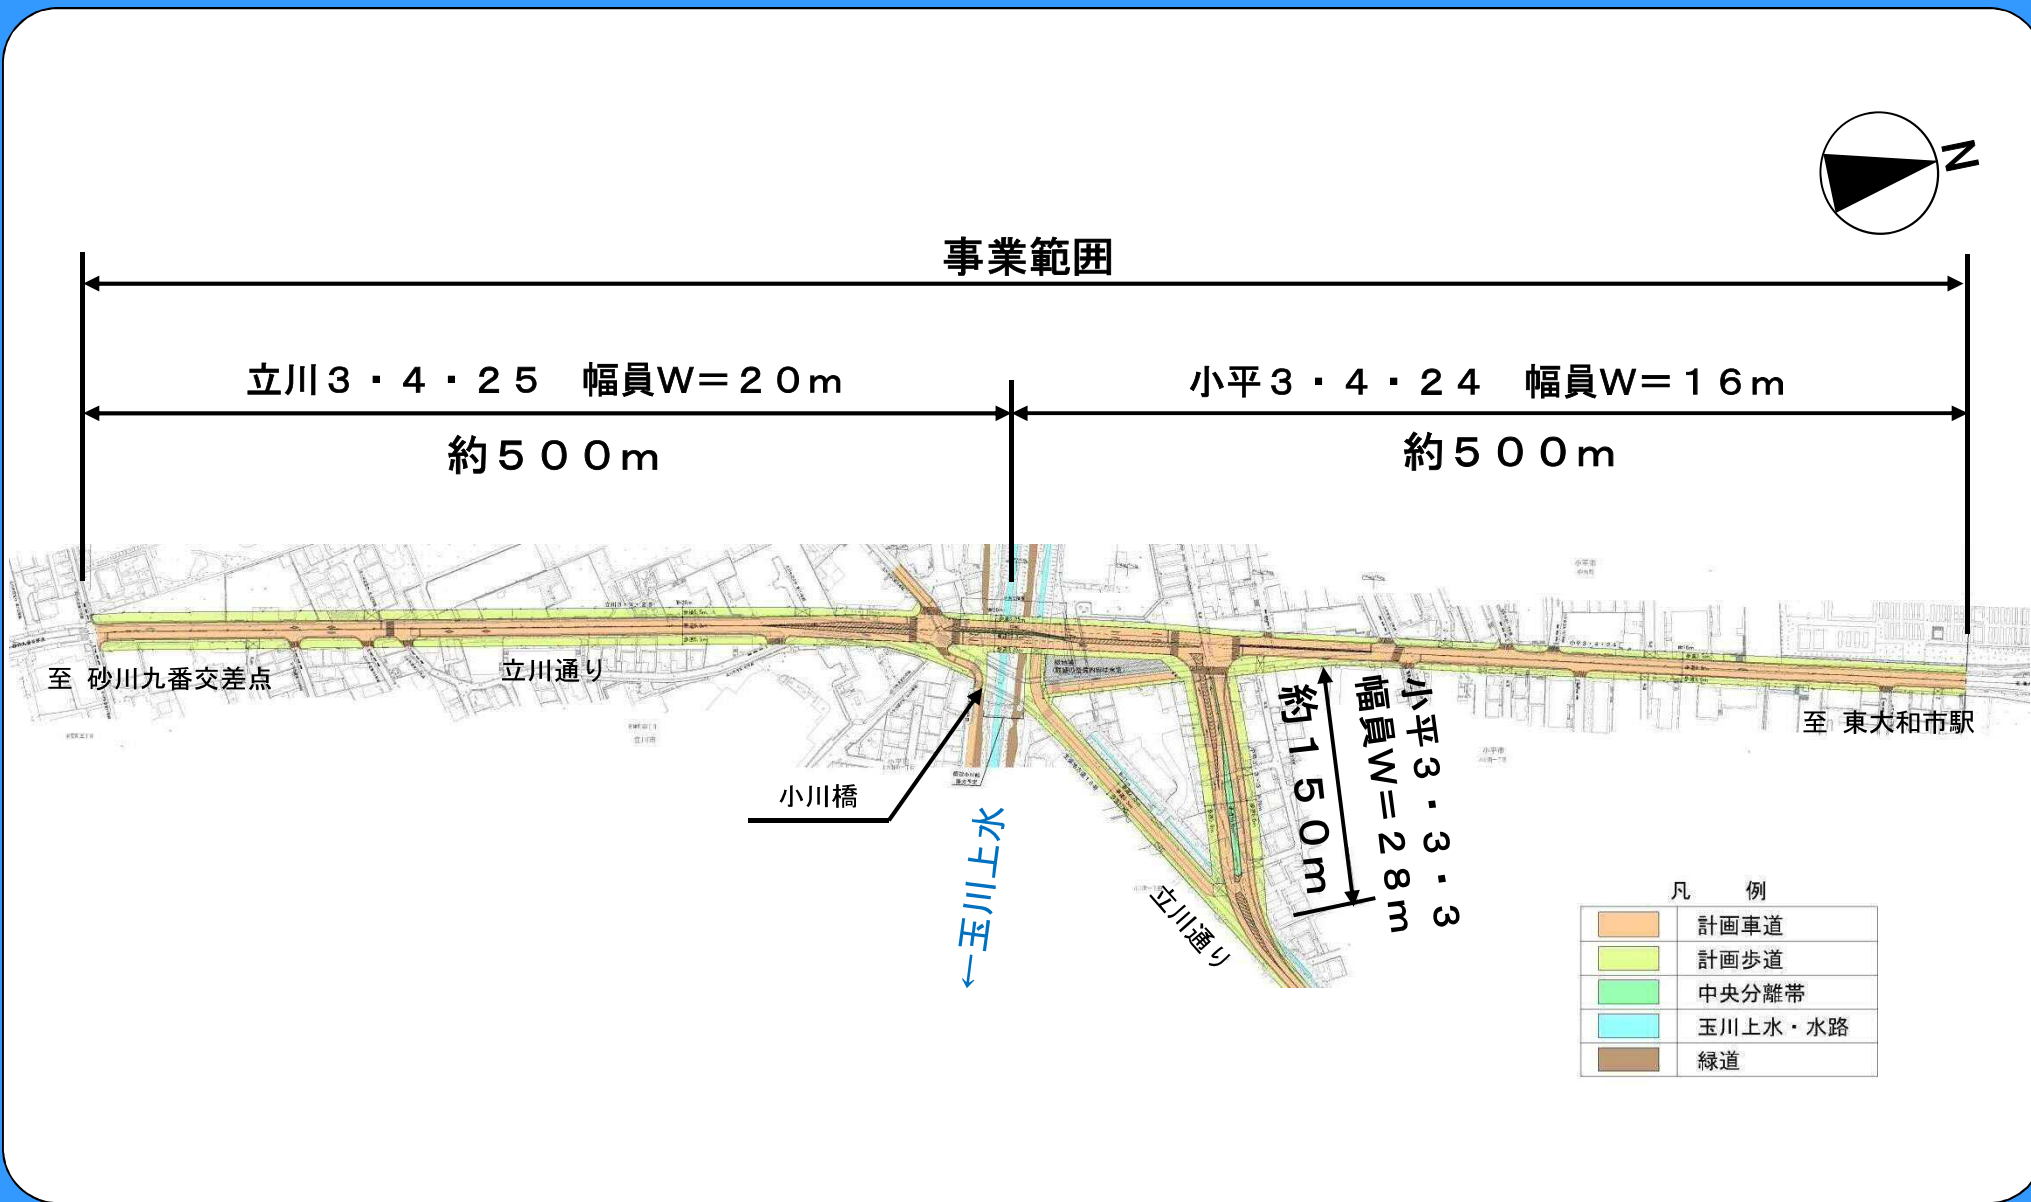 N
事業範囲
立川３・４・２５　幅員W＝２０ｍ
小平３・４・２４　幅員W＝１６ｍ
約５００ｍ
約５００ｍ
至 砂川九番交差点
立川通り
小川橋
←玉川上水
立川通り
約１５０ｍ
小平３・３・３
幅員W＝２８ｍ
至 東大和市駅
凡　例
計画車道
計画歩道
中央分離帯
玉川上水・水路
緑道